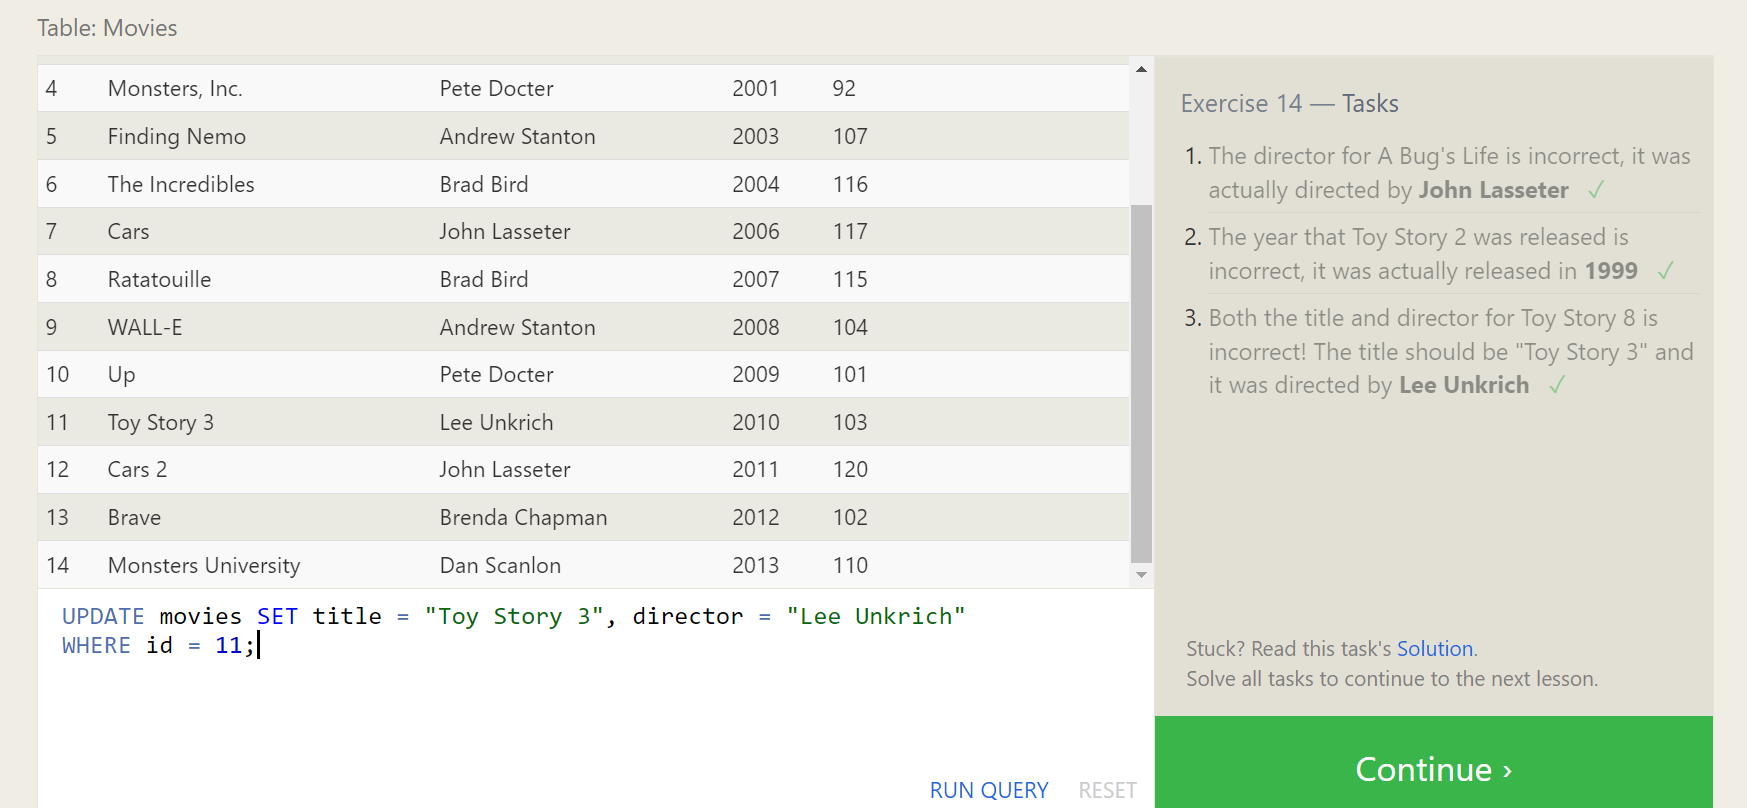 Table: Movies
4 Monsters, Inc. Pete Docter 2001 92
5 Finding Nemo Andrew Stanton 2003 107
6 The Incredibles Brad Bird 2004 116
7 Cars John Lasseter 2006 117
8 Ratatouille Brad Bird 2007 115
9 WALL-E Andrew Stanton 2008 104
10 Up Pete Docter 2009 101
11 Toy Story 3 Lee Unkrich 2010 103
12 Cars 2 John Lasseter 2011 120
13 Brave Brenda Chapman 2012 102
14 Monsters University Dan Scanlon 2013 110
UPDATE movies SET title = "Toy Story 3", director = "Lee Unkrich"
WHERE id = 11;
RUN QUERY RESET
Exercise 14 — Tasks
1. The director for A Bug's Life is incorrect, it was
actually directed by John Lasseter ✓
2. The year that Toy Story 2 was released is
incorrect, it was actually released in 1999 ✓
3. Both the title and director for Toy Story 8 is
incorrect! The title should be "Toy Story 3" and
it was directed by Lee Unkrich ✓
Stuck? Read this task's Solution.
Solve all tasks to continue to the next lesson.
Continue ›